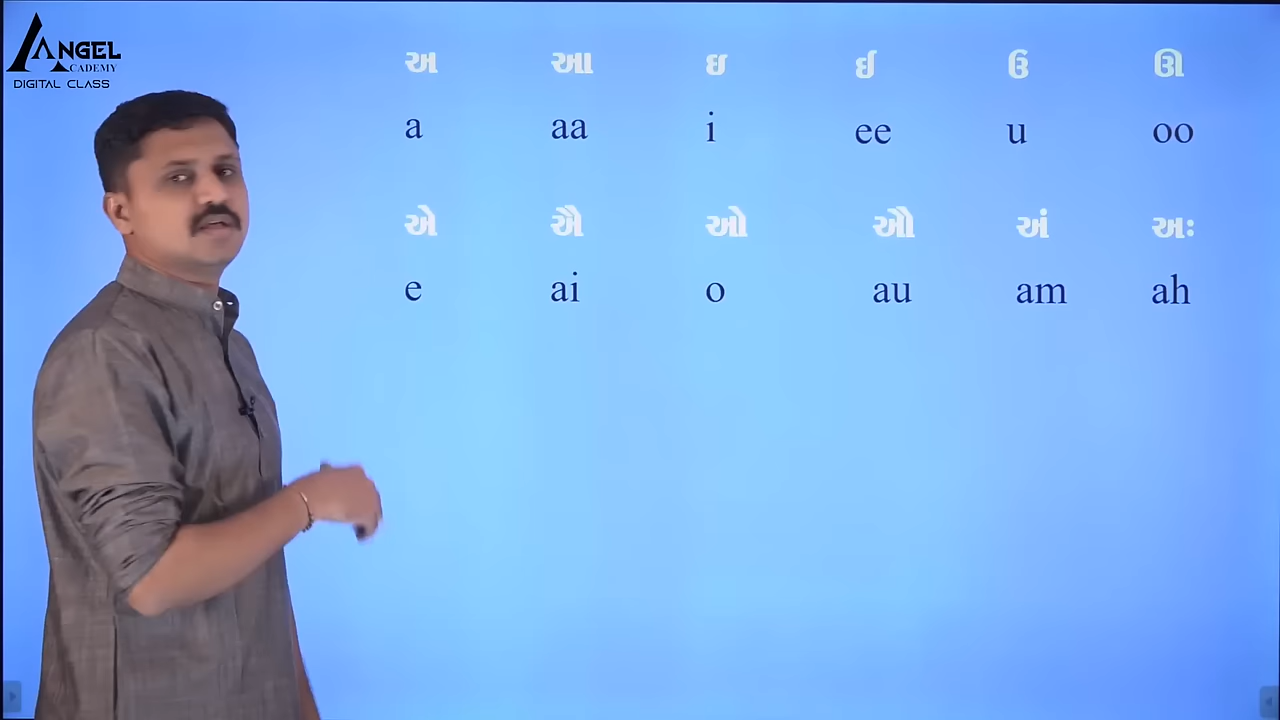 ANGEL
ACADEMY
DIGITAL CLASS
અ આ ઇ ઈ ઉ ઊ
a aa i ee u oo
એ ઐ ઓ ઔ અં અઃ
e ai o au am ah